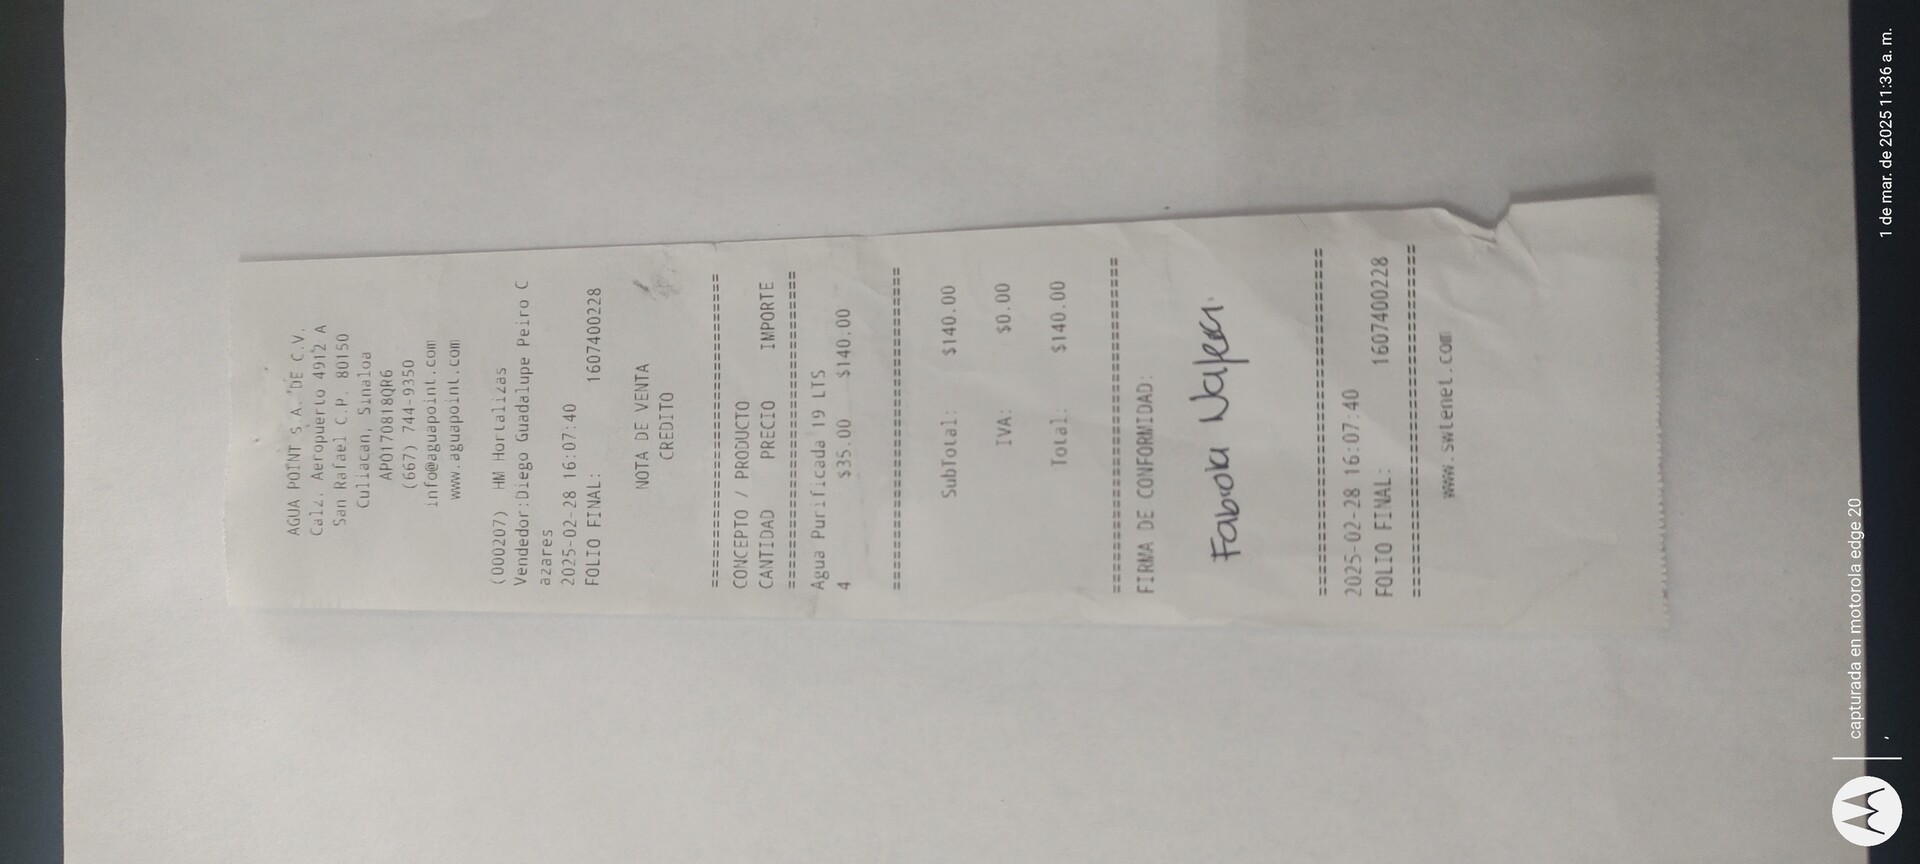 AGUA POINT S.A. DE C.V.
Calz. Aeropuerto 4912 A
San Rafael C.P. 80150
Culiacan, Sinaloa
APO170818QR6
(667) 744-9350
info@aguapoint.com
www.aguapoint.com
(000207) HM Hortalizas
Vendedor:Diego Guadalupe Peiro C
azares
2025-02-28 16:07:40
FOLIO FINAL: 1607400228
NOTA DE VENTA
CREDITO
================================
CONCEPTO / PRODUCTO
CANTIDAD PRECIO IMPORTE
================================
Agua Purificada 19 LTS
4 $35.00 $140.00
================================
SubTotal: $140.00
IVA: $0.00
Total: $140.00
================================
FIRMA DE CONFORMIDAD:
Fabiola
================================
2025-02-28 16:07:40
FOLIO FINAL: 1607400228
================================
www.swtenet.com
capturada en motorola edge 20
1 de mar. de 2025 11:36 a. m.